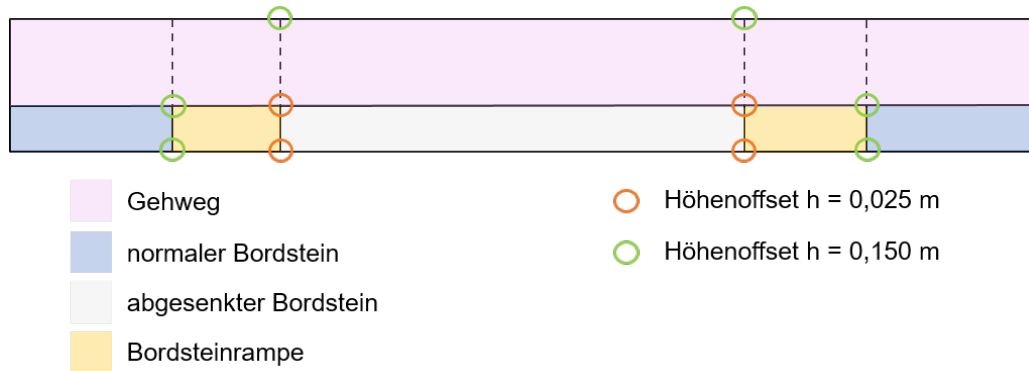 Gehweg
normaler Bordstein
abgesenkter Bordstein
Bordsteinrampe
Höhenoffset h = 0,025 m
Höhenoffset h = 0,150 m